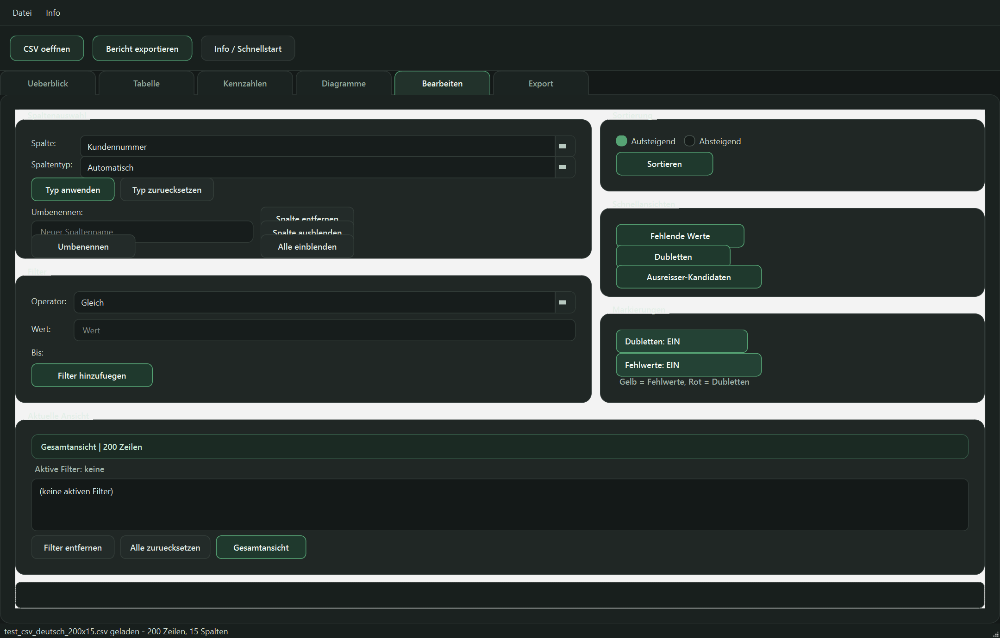 Datei Info
CSV oeffnen Bericht exportieren Info / Schnellstart
Ueberblick Tabelle Kennzahlen Diagramme Bearbeiten Export
Spaltenauswahl
Spalte: Kundennummer
Spaltentyp: Automatisch
Typ anwenden Typ zuruecksetzen
Umbenennen:
Spalte entfernen
Neuer Spaltenname
Spalte ausblenden
Umbenennen Alle einblenden
Sortierung
Aufsteigend Absteigend
Sortieren
Schnellansichten
Fehlende Werte
Dubletten
Ausreisser-Kandidaten
Filter
Operator: Gleich
Wert: Wert
Bis:
Filter hinzufuegen
Markierungen
Dubletten: EIN
Fehlwerte: EIN
Gelb = Fehlwerte, Rot = Dubletten
Aktuelle Ansicht
Gesamtansicht | 200 Zeilen
Aktive Filter: keine
(keine aktiven Filter)
Filter entfernen Alle zuruecksetzen Gesamtansicht
test_csv_deutsch_200x15.csv geladen - 200 Zeilen, 15 Spalten